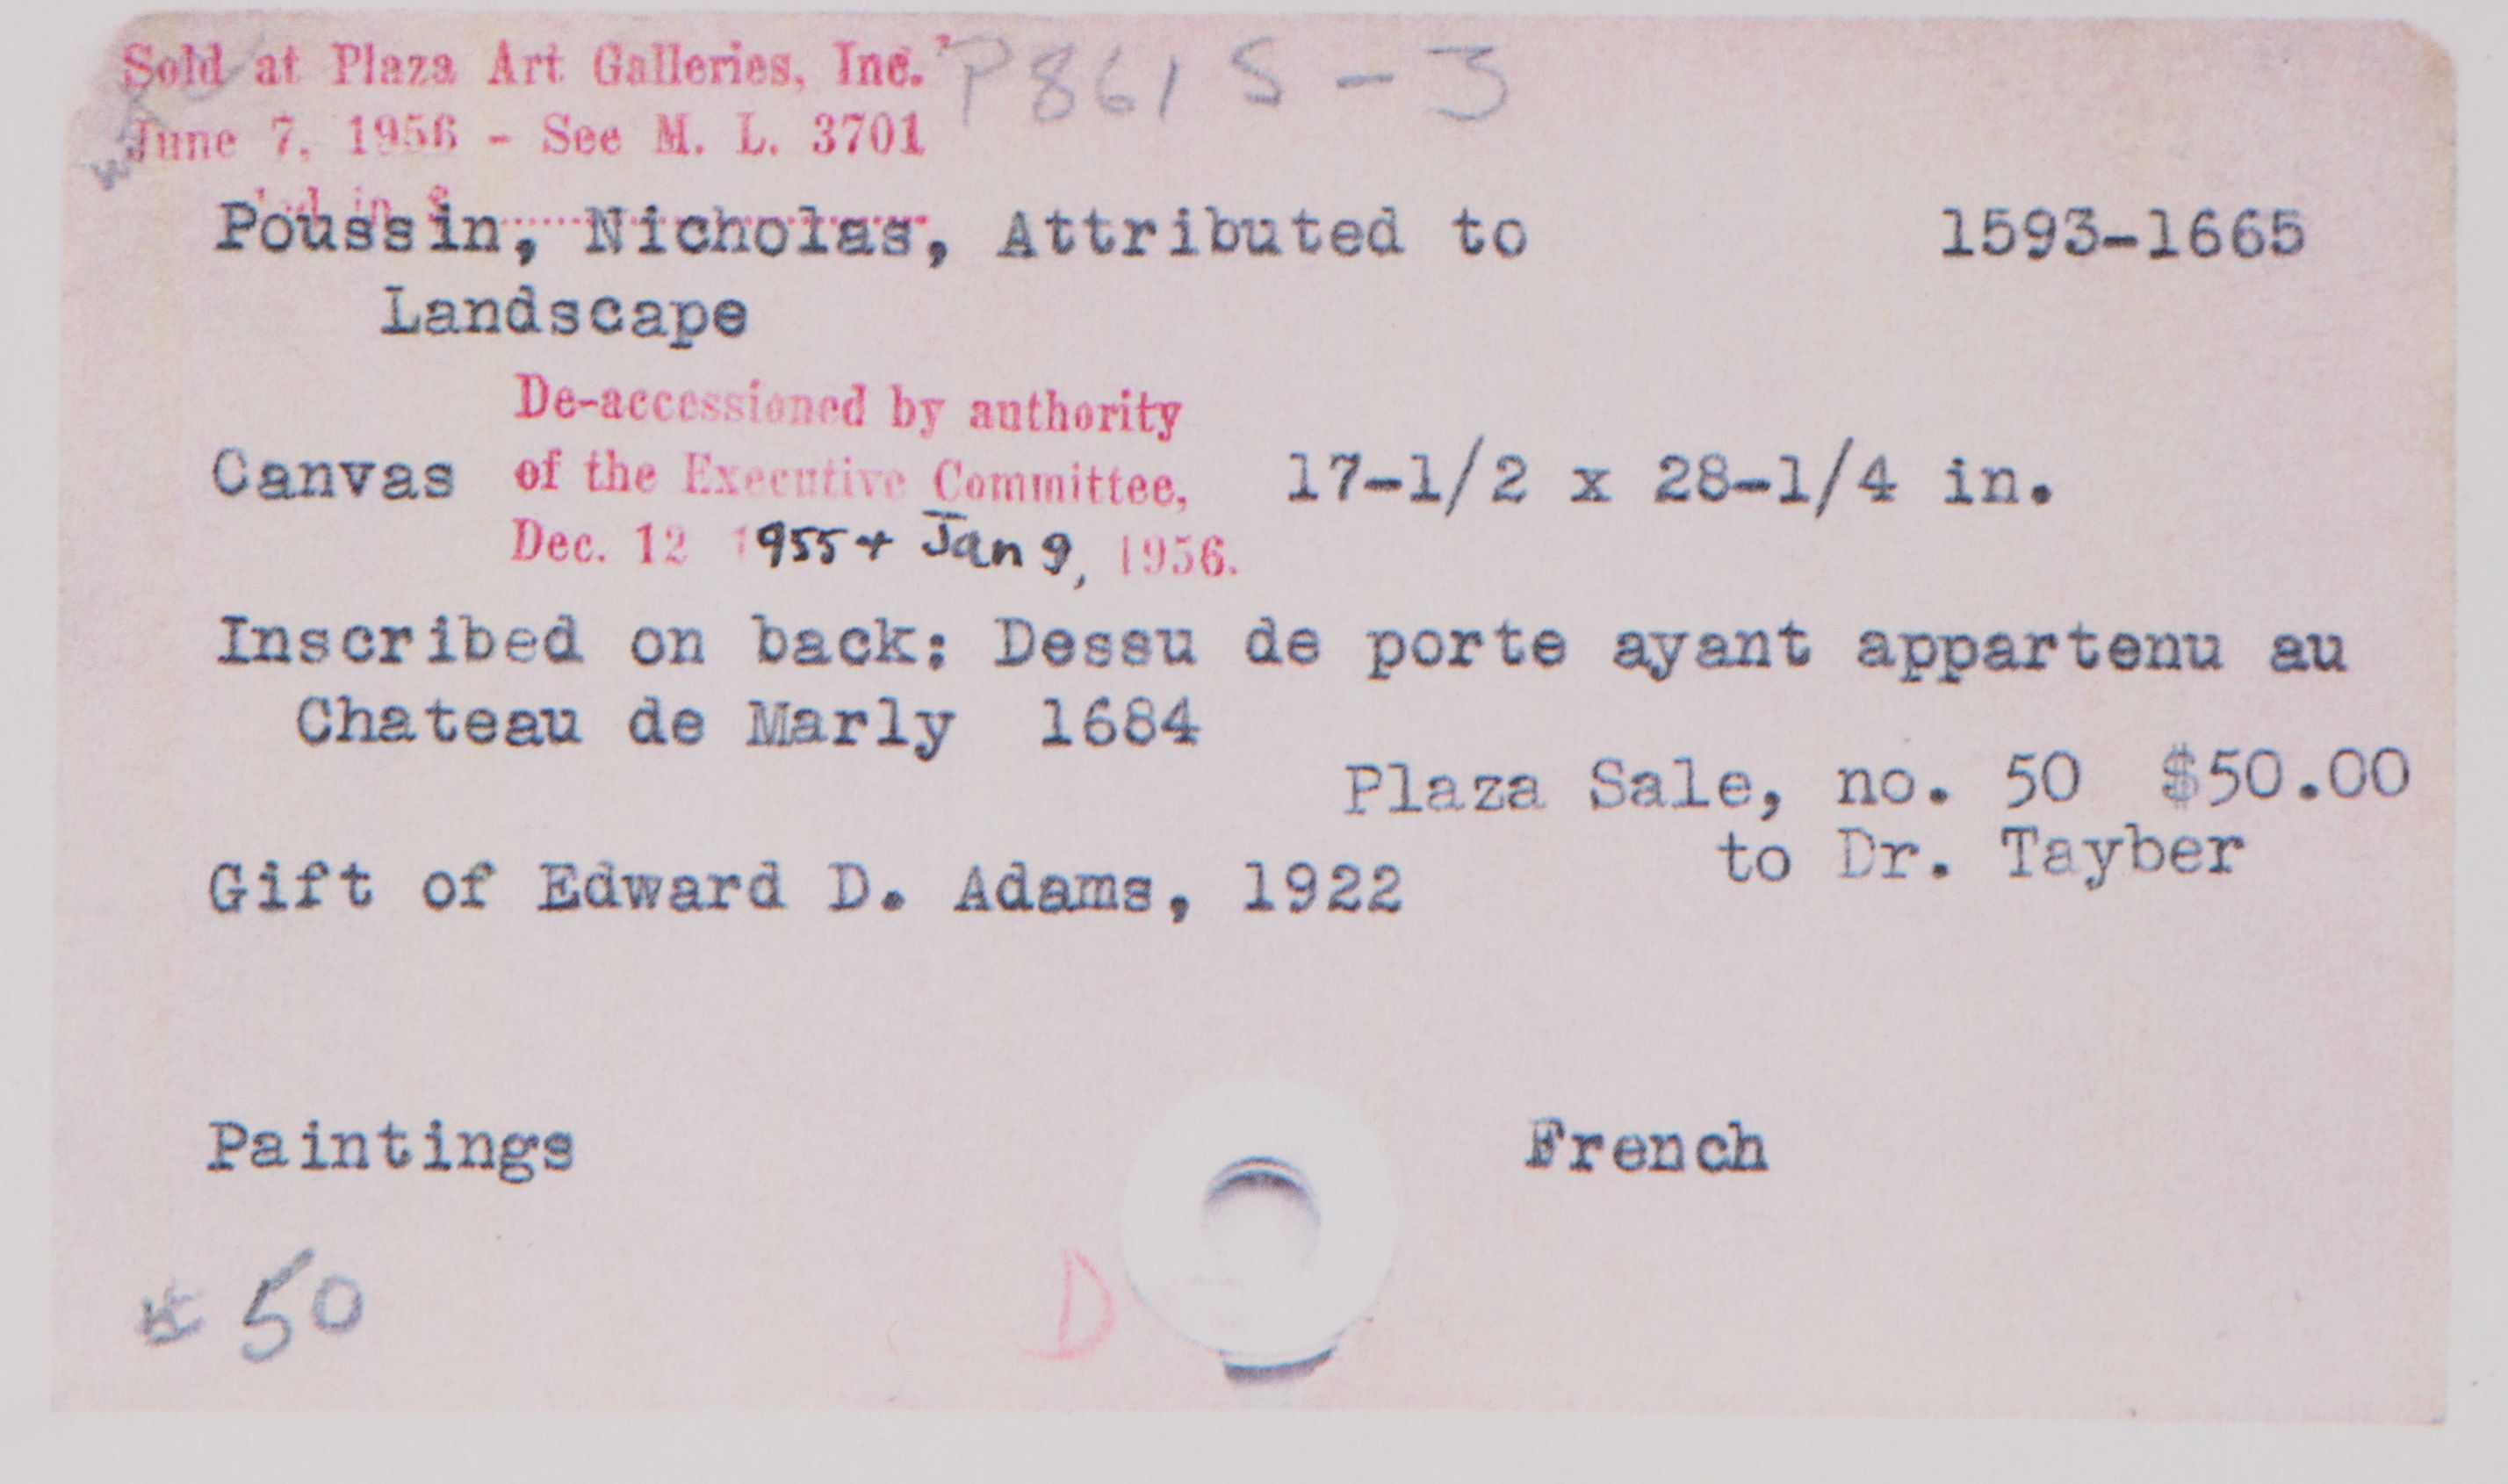 Sold at Plaza Art Galleries, Inc.
P861 S - 3
June 7, 1956 - See M. L. 3701
Poussin, Nicholas, Attributed to 1593-1665
Landscape
De-accessioned by authority
of the Executive Committee,
Dec. 12 1955 + Jan 9, 1956.
Canvas 17-1/2 x 28-1/4 in.
Inscribed on back: Dessu de porte ayant appartenu au
Chateau de Marly 1684
Plaza Sale, no. 50 $50.00
to Dr. Tayber
Gift of Edward D. Adams, 1922
Paintings French
50
D